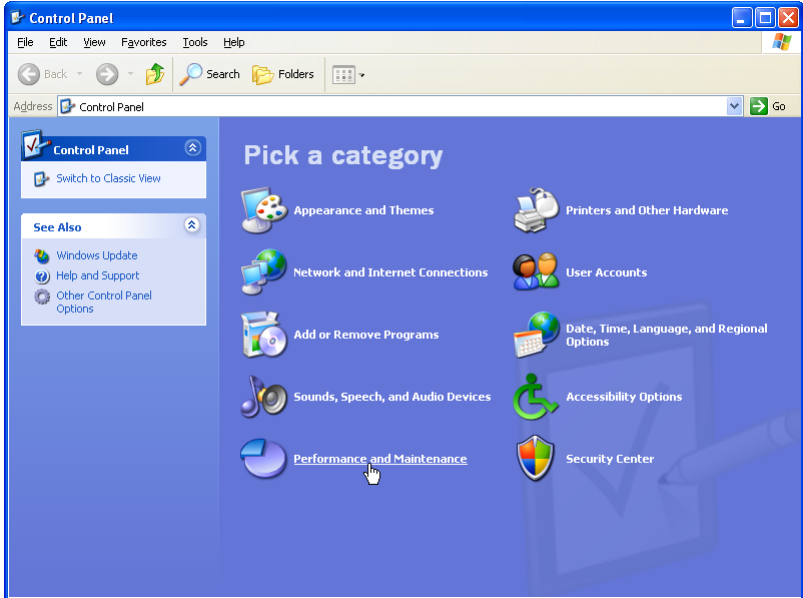 Control Panel
File Edit View Favorites Tools Help
Back Search Folders
Address Control Panel Go
Control Panel
Switch to Classic View
See Also
Windows Update
Help and Support
Other Control Panel
Options
Pick a category
Appearance and Themes
Printers and Other Hardware
Network and Internet Connections
User Accounts
Add or Remove Programs
Date, Time, Language, and Regional
Options
Sounds, Speech, and Audio Devices
Accessibility Options
Performance and Maintenance
Security Center